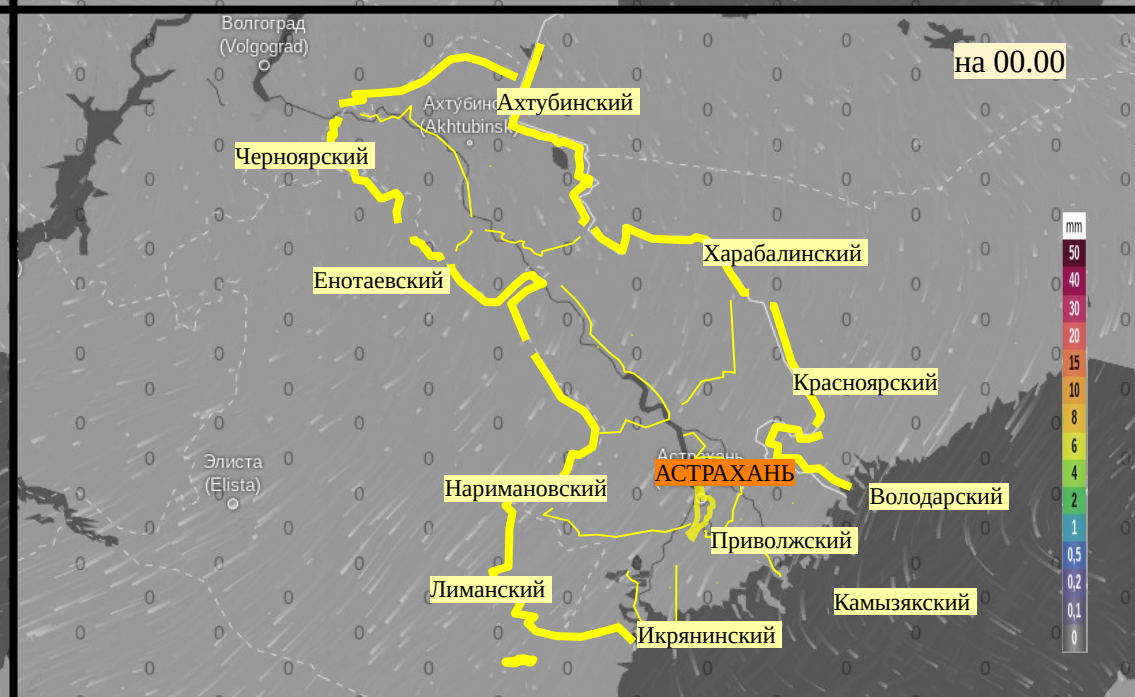 Волгоград
(Volgograd)
на 00.00
Ахтубинский
(Akhtubinsk)
Черноярский
Харабалинский
Енотаевский
mm
50
40
30
20
15
10
8
6
4
2
1
0,5
0,2
0,1
0
Красноярский
Элиста
(Elista)
Астрахань
АСТРАХАНЬ
Наримановский
Володарский
Приволжский
Лиманский
Камызякский
Икрянинский